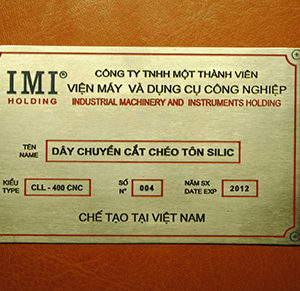 IMI®
HOLDING
CÔNG TY TNHH MỘT THÀNH VIÊN
VIỆN MÁY VÀ DỤNG CỤ CÔNG NGHIỆP
INDUSTRIAL MACHINERY AND INSTRUMENTS HOLDING
TÊN
NAME
DÂY CHUYỀN CẮT CHÉO TÔN SILIC
KIỂU
TYPE
CLL - 400 CNC
SỐ
N°
004
NĂM SX
DATE EXP
2012
CHẾ TẠO TẠI VIỆT NAM